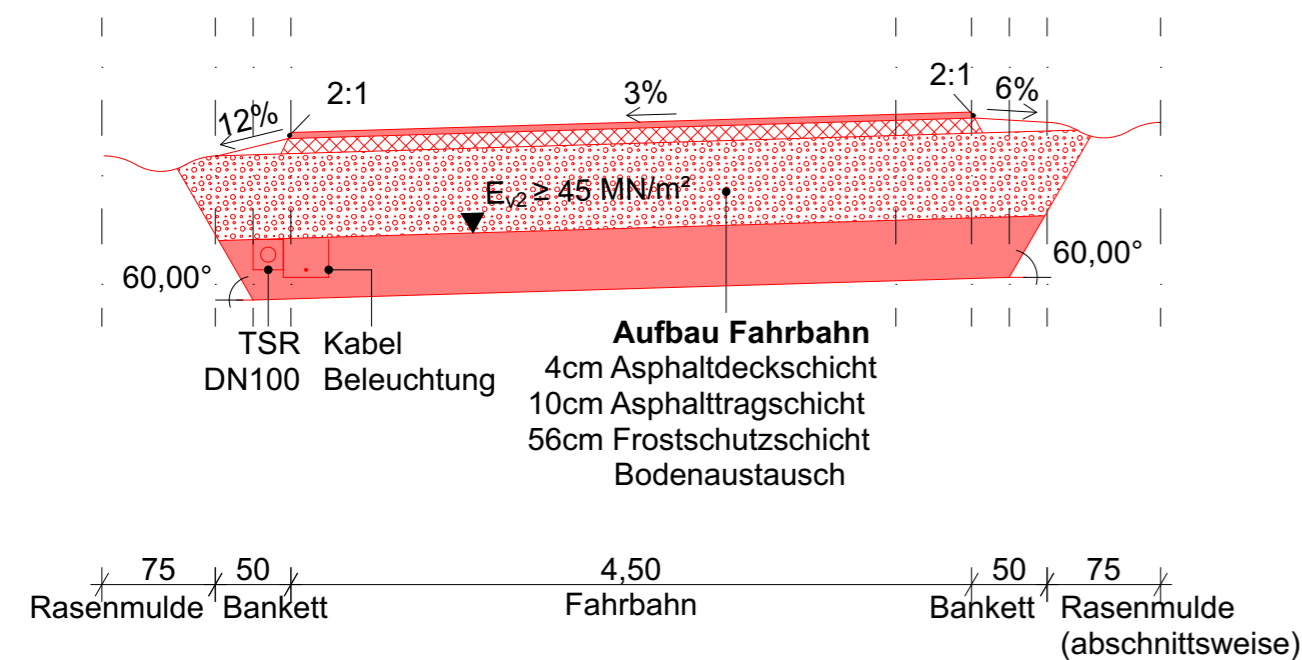 12%
2:1
3%
2:1
6%
Ev2 ≥ 45 MN/m²
60,00°
60,00°
TSR
DN100
Kabel
Beleuchtung
Aufbau Fahrbahn
4cm Asphaltdeckschicht
10cm Asphalttragschicht
56cm Frostschutzschicht
Bodenaustausch
75
50
4,50
50
75
Rasenmulde
Bankett
Fahrbahn
Bankett
Rasenmulde
(abschnittsweise)